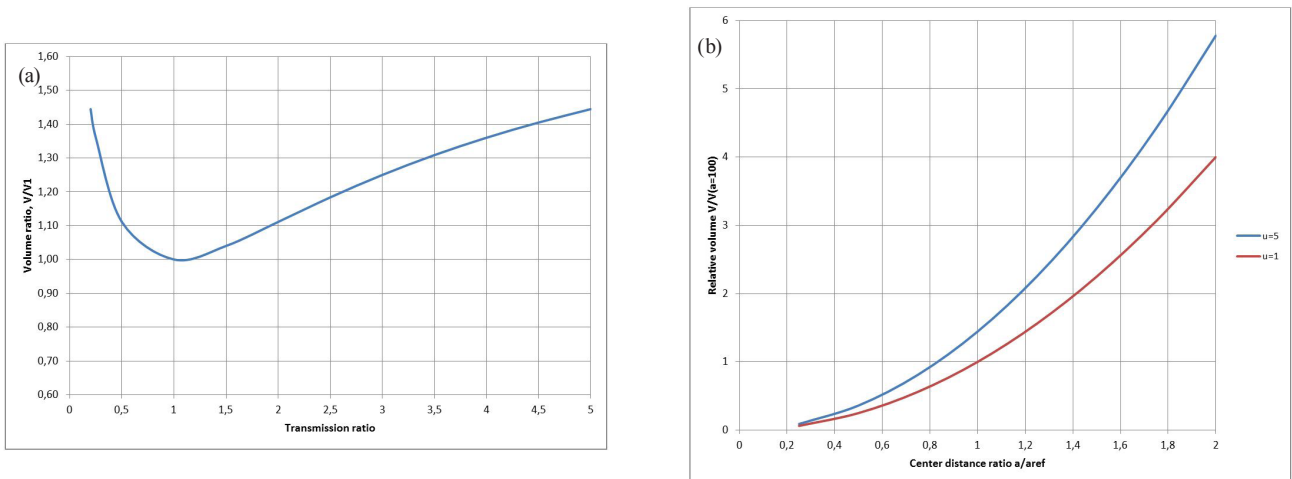 (a)
1,60
1,50
1,40
1,30
1,20
1,10
1,00
0,90
0,80
0,70
0,60
Volume ratio, V/V1
0 0,5 1 1,5 2 2,5 3 3,5 4 4,5 5
Transmission ratio
(b)
6
5
4
3
2
1
0
Relative volume V/V(a=100)
0 0,2 0,4 0,6 0,8 1 1,2 1,4 1,6 1,8 2
Center distance ratio a/aref
u=5
u=1